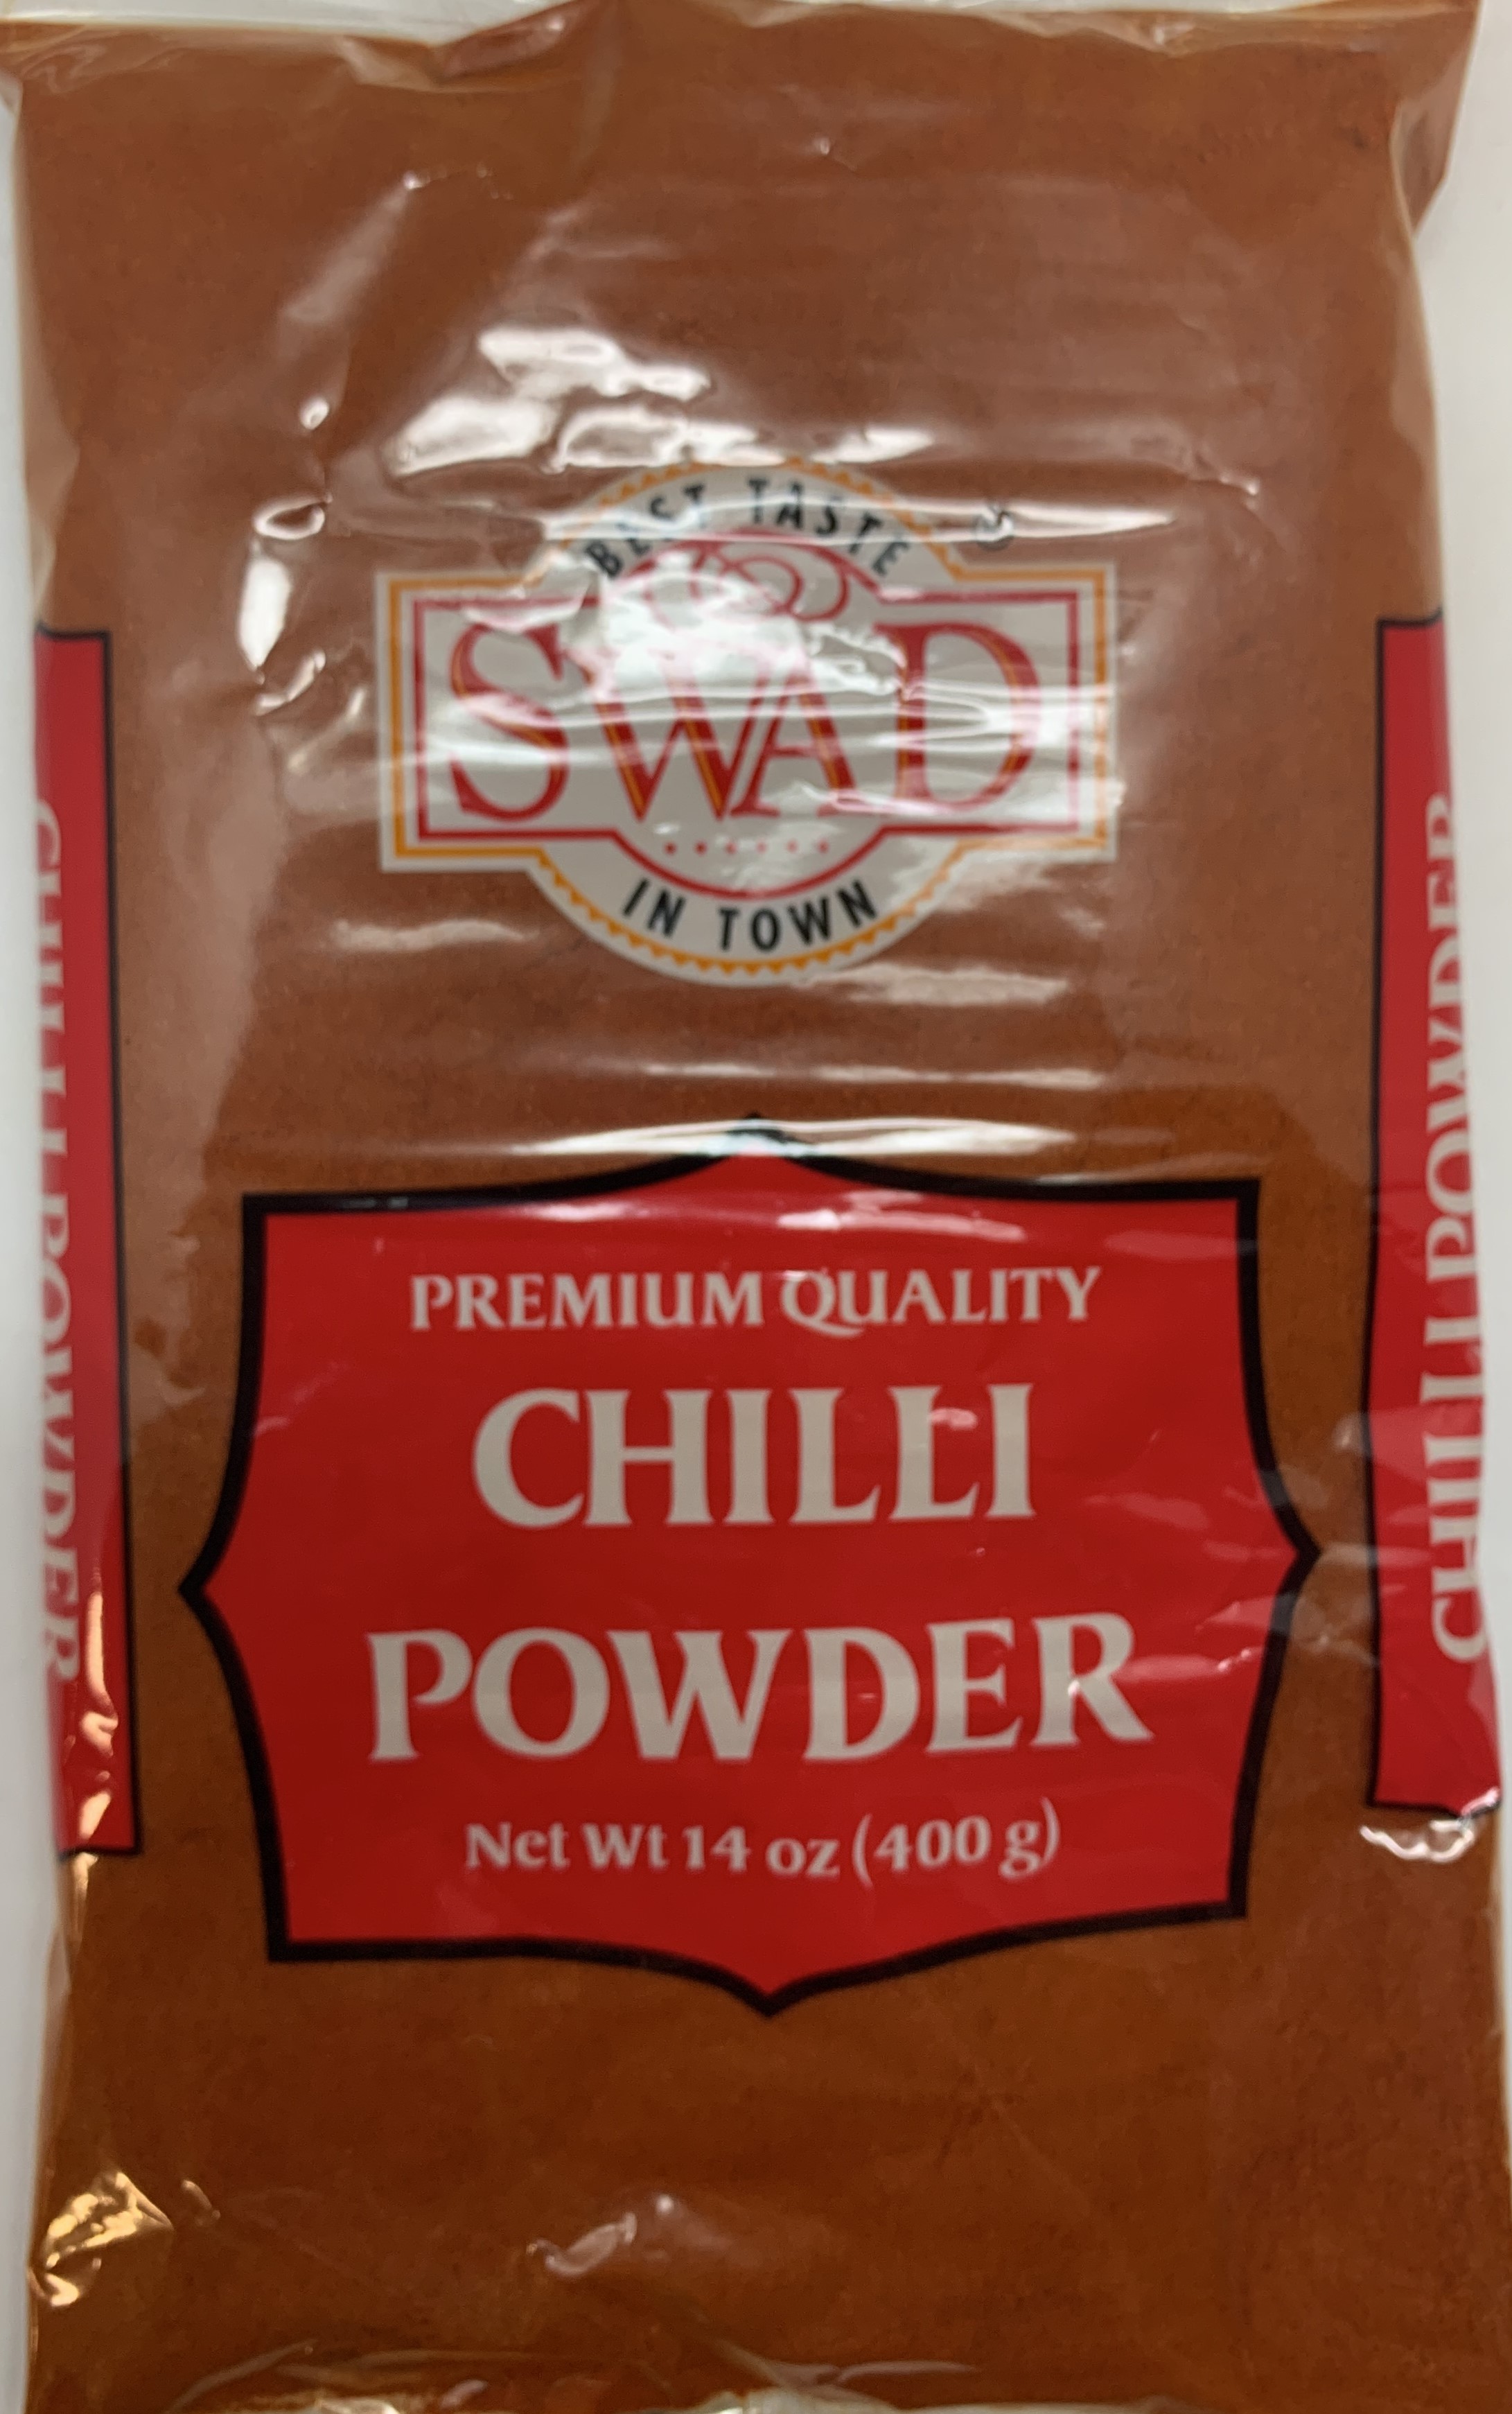 BEST TASTE
SWAD
IN TOWN
PREMIUM QUALITY
CHILLI
POWDER
Net Wt 14 oz (400 g)
CHILLI POWDER
CHILLI POWDER